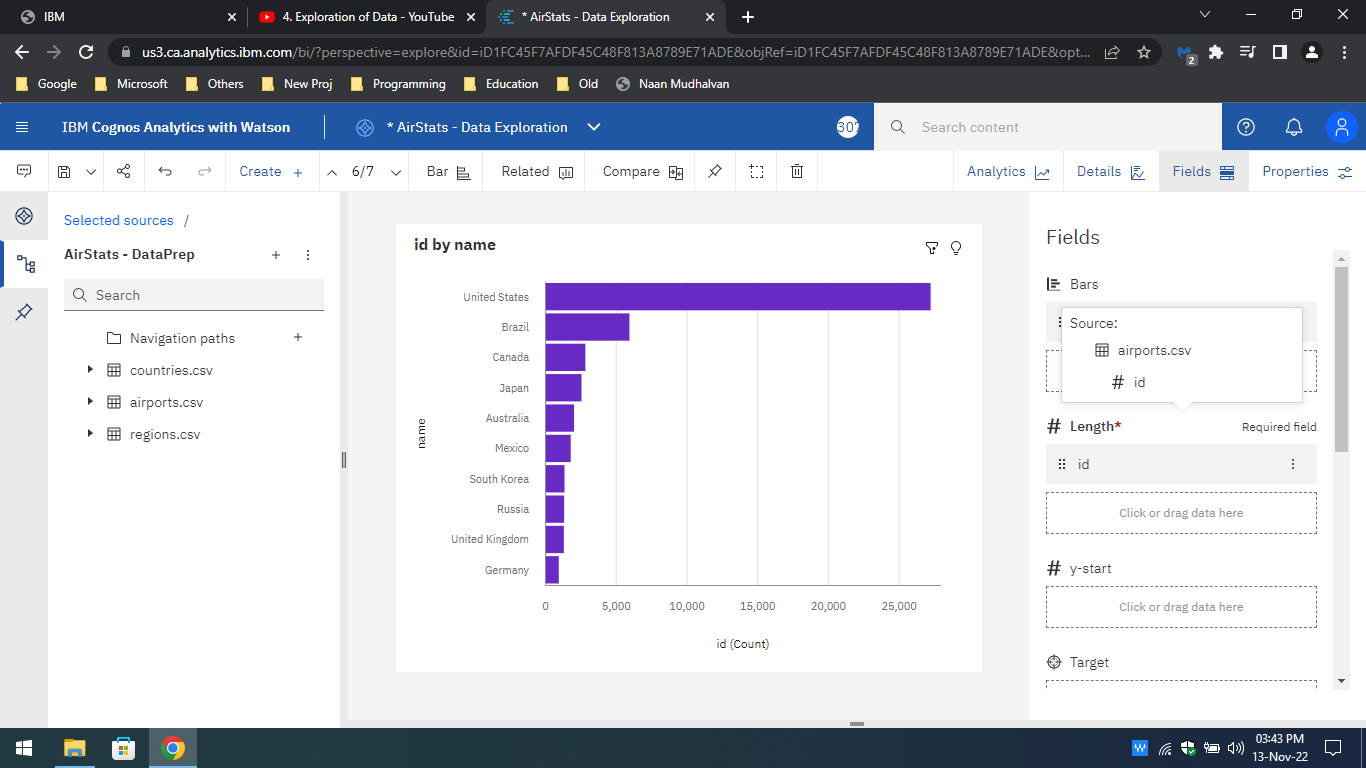 IBM
4. Exploration of Data - YouTube
* AirStats - Data Exploration
us3.ca.analytics.ibm.com/bi/?perspective=explore&id=iD1FC45F7AFDF45C48F813A8789E71ADE&objRef=iD1FC45F7AFDF45C48F813A8789E71ADE&opt...
2
Google
Microsoft
Others
New Proj
Programming
Education
Old
Naan Mudhalvan
IBM Cognos Analytics with Watson
* AirStats - Data Exploration
Search content
Create +
6/7
Bar
Related
Compare
Analytics
Details
Fields
Properties
Selected sources /
AirStats - DataPrep
Search
Navigation paths
countries.csv
airports.csv
regions.csv
id by name
name
United States
Brazil
Canada
Japan
Australia
Mexico
South Korea
Russia
United Kingdom
Germany
0
5,000
10,000
15,000
20,000
25,000
id (Count)
Fields
Bars
Source:
airports.csv
# id
# Length*
Required field
id
Click or drag data here
# y-start
Click or drag data here
Target
W
03:43 PM
13-Nov-22